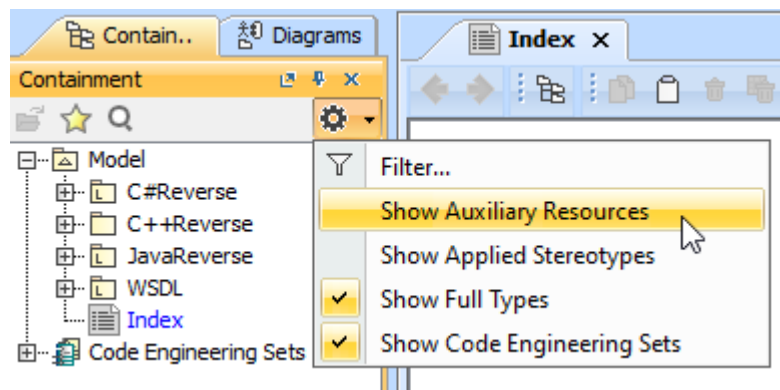 Contain.. Diagrams
Index
Containment
Model
C#Reverse
C++Reverse
JavaReverse
WSDL
Index
Code Engineering Sets
Filter...
Show Auxiliary Resources
Show Applied Stereotypes
Show Full Types
Show Code Engineering Sets